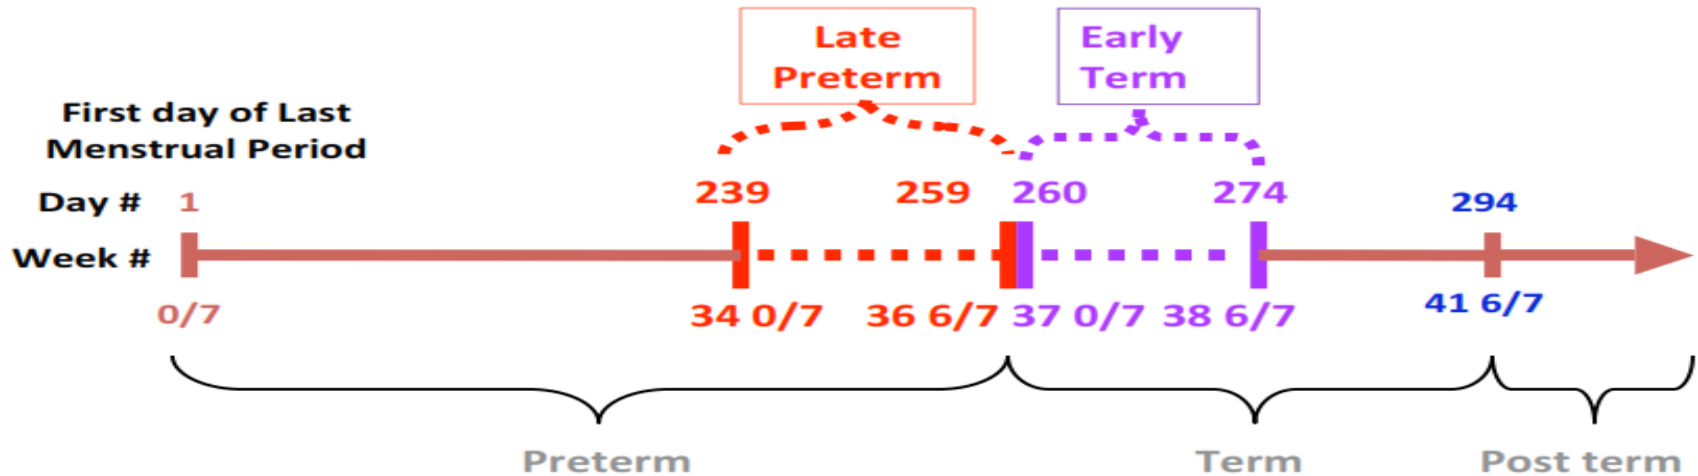 Late
Preterm
Early
Term
First day of Last
Menstrual Period
Day # 1 239 259 260 274 294
Week #
0/7 34 0/7 36 6/7 37 0/7 38 6/7 41 6/7
Preterm Term Post term